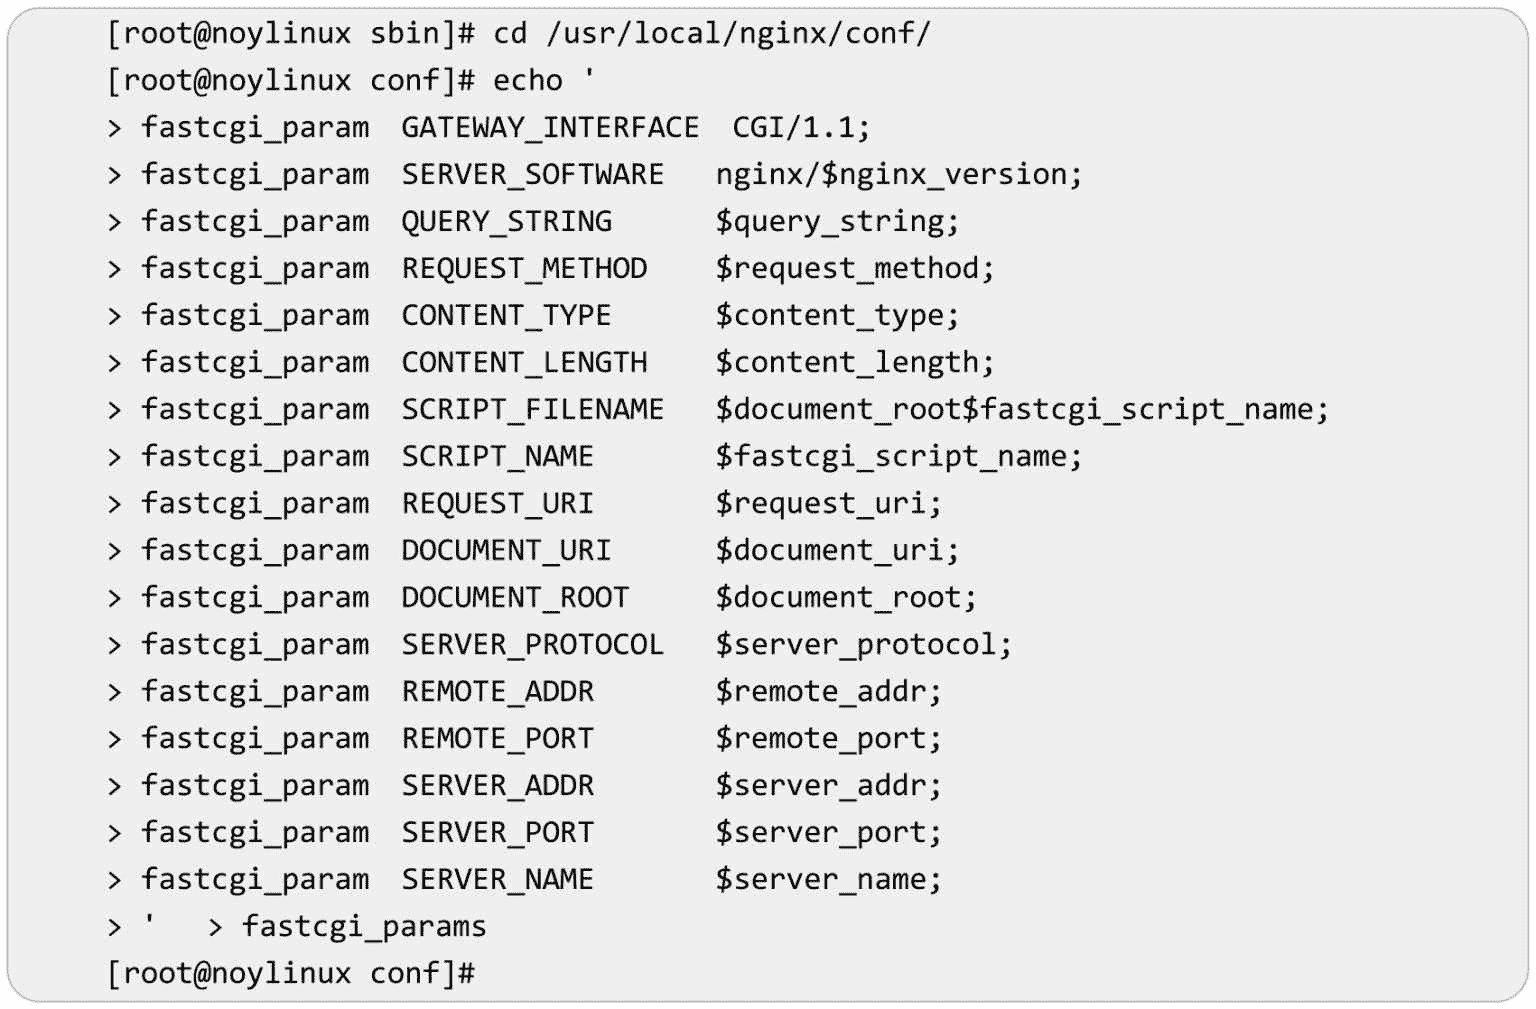 [root@noylinux sbin]# cd /usr/local/nginx/conf/
[root@noylinux conf]# echo '
> fastcgi_param  GATEWAY_INTERFACE  CGI/1.1;
> fastcgi_param  SERVER_SOFTWARE   nginx/$nginx_version;
> fastcgi_param  QUERY_STRING      $query_string;
> fastcgi_param  REQUEST_METHOD    $request_method;
> fastcgi_param  CONTENT_TYPE      $content_type;
> fastcgi_param  CONTENT_LENGTH    $content_length;
> fastcgi_param  SCRIPT_FILENAME   $document_root$fastcgi_script_name;
> fastcgi_param  SCRIPT_NAME       $fastcgi_script_name;
> fastcgi_param  REQUEST_URI       $request_uri;
> fastcgi_param  DOCUMENT_URI      $document_uri;
> fastcgi_param  DOCUMENT_ROOT     $document_root;
> fastcgi_param  SERVER_PROTOCOL   $server_protocol;
> fastcgi_param  REMOTE_ADDR       $remote_addr;
> fastcgi_param  REMOTE_PORT       $remote_port;
> fastcgi_param  SERVER_ADDR       $server_addr;
> fastcgi_param  SERVER_PORT       $server_port;
> fastcgi_param  SERVER_NAME       $server_name;
> '   > fastcgi_params
[root@noylinux conf]#